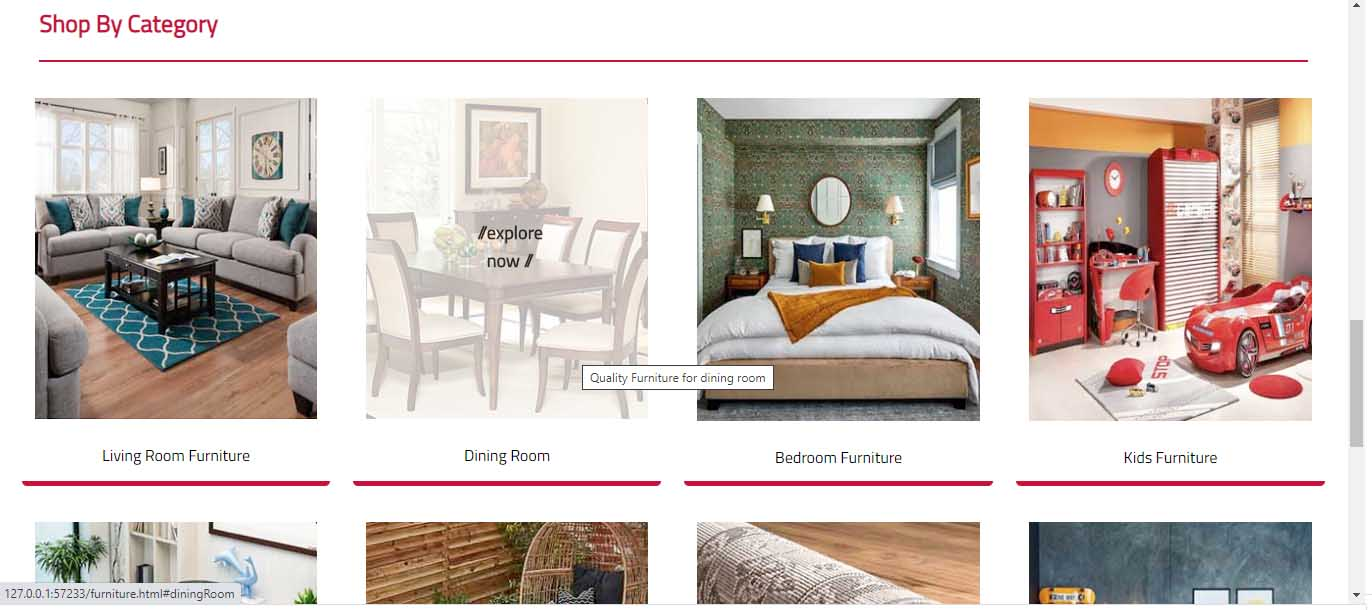 Shop By Category
//explore
now //
Quality Furniture for dining room
Living Room Furniture
Dining Room
Bedroom Furniture
Kids Furniture
127.0.0.1:57233/furniture.html#diningRoom